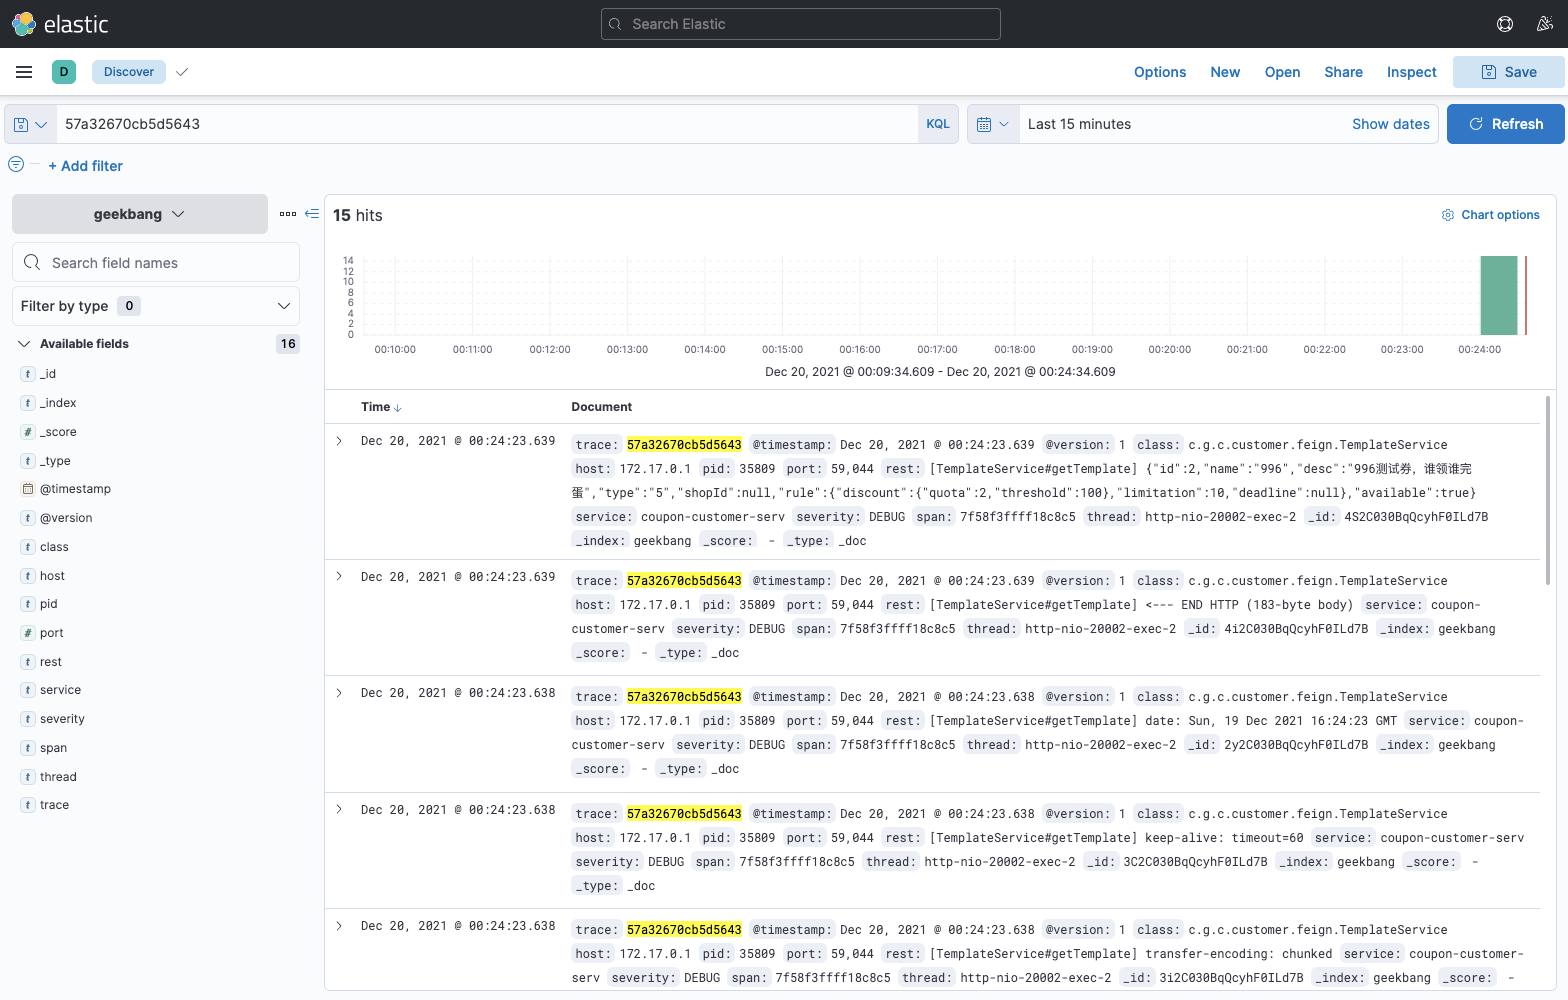 elastic
Search Elastic
D
Discover
Options
New
Open
Share
Inspect
Save
57a32670cb5d5643
KQL
Last 15 minutes
Show dates
Refresh
+ Add filter
geekbang
Search field names
Filter by type 0
Available fields 16
t _id
t _index
# _score
t _type
@timestamp
t @version
t class
t host
t pid
# port
t rest
t service
t severity
t span
t thread
t trace
15 hits
Chart options
14
12
10
8
6
4
2
0
00:10:00 00:11:00 00:12:00 00:13:00 00:14:00 00:15:00 00:16:00 00:17:00 00:18:00 00:19:00 00:20:00 00:21:00 00:22:00 00:23:00 00:24:00
Dec 20, 2021 @ 00:09:34.609 - Dec 20, 2021 @ 00:24:34.609
Time Document
Dec 20, 2021 @ 00:24:23.639
trace: 57a32670cb5d5643 @timestamp: Dec 20, 2021 @ 00:24:23.639 @version: 1 class: c.g.c.customer.feign.TemplateService
host: 172.17.0.1 pid: 35809 port: 59,044 rest: [TemplateService#getTemplate] {"id":2,"name":"996","desc":"996测试券，谁领谁完
蛋","type":"5","shopId":null,"rule":{"discount":{"quota":2,"threshold":100},"limitation":10,"deadline":null},"available":true}
service: coupon-customer-serv severity: DEBUG span: 7f58f3ffff18c8c5 thread: http-nio-20002-exec-2 _id: 4S2C030BqQcyhF0ILd7B
_index: geekbang _score: - _type: _doc
Dec 20, 2021 @ 00:24:23.639
trace: 57a32670cb5d5643 @timestamp: Dec 20, 2021 @ 00:24:23.639 @version: 1 class: c.g.c.customer.feign.TemplateService
host: 172.17.0.1 pid: 35809 port: 59,044 rest: [TemplateService#getTemplate] <--- END HTTP (183-byte body) service: coupon-
customer-serv severity: DEBUG span: 7f58f3ffff18c8c5 thread: http-nio-20002-exec-2 _id: 4i2C030BqQcyhF0ILd7B _index: geekbang
_score: - _type: _doc
Dec 20, 2021 @ 00:24:23.638
trace: 57a32670cb5d5643 @timestamp: Dec 20, 2021 @ 00:24:23.638 @version: 1 class: c.g.c.customer.feign.TemplateService
host: 172.17.0.1 pid: 35809 port: 59,044 rest: [TemplateService#getTemplate] date: Sun, 19 Dec 2021 16:24:23 GMT service: coupon-
customer-serv severity: DEBUG span: 7f58f3ffff18c8c5 thread: http-nio-20002-exec-2 _id: 2y2C030BqQcyhF0ILd7B _index: geekbang
_score: - _type: _doc
Dec 20, 2021 @ 00:24:23.638
trace: 57a32670cb5d5643 @timestamp: Dec 20, 2021 @ 00:24:23.638 @version: 1 class: c.g.c.customer.feign.TemplateService
host: 172.17.0.1 pid: 35809 port: 59,044 rest: [TemplateService#getTemplate] keep-alive: timeout=60 service: coupon-customer-serv
severity: DEBUG span: 7f58f3ffff18c8c5 thread: http-nio-20002-exec-2 _id: 3C2C030BqQcyhF0ILd7B _index: geekbang _score: -
_type: _doc
Dec 20, 2021 @ 00:24:23.638
trace: 57a32670cb5d5643 @timestamp: Dec 20, 2021 @ 00:24:23.638 @version: 1 class: c.g.c.customer.feign.TemplateService
host: 172.17.0.1 pid: 35809 port: 59,044 rest: [TemplateService#getTemplate] transfer-encoding: chunked service: coupon-customer-
serv severity: DEBUG span: 7f58f3ffff18c8c5 thread: http-nio-20002-exec-2 _id: 3i2C030BqQcyhF0ILd7B _index: geekbang _score: -